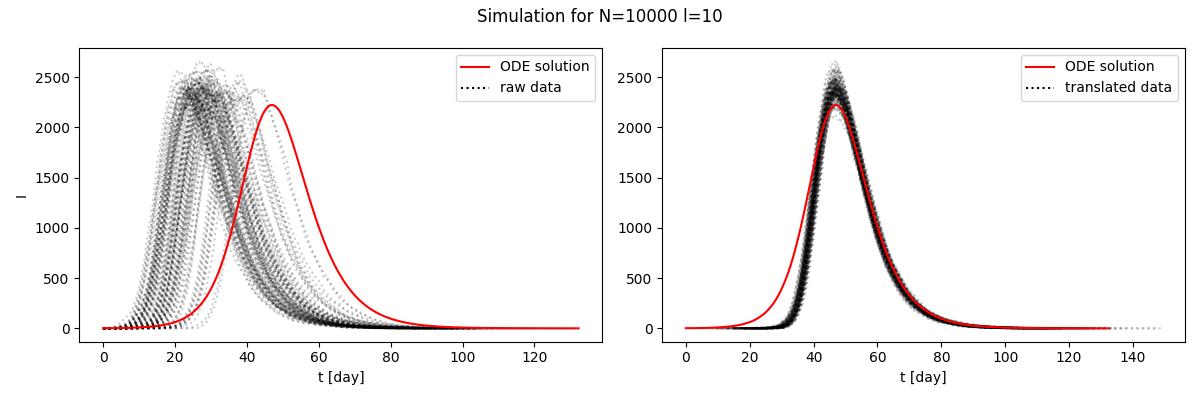 Simulation for N=10000 l=10
ODE solution
raw data
2500
2000
1500
1000
500
0
I
0 20 40 60 80 100 120
t [day]
ODE solution
translated data
2500
2000
1500
1000
500
0
0 20 40 60 80 100 120 140
t [day]